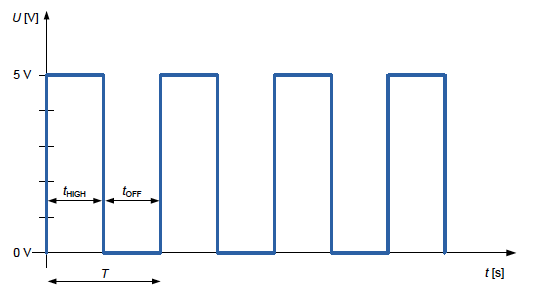 U [V]
5 V
tHIGH
tOFF
0 V
T
t [s]